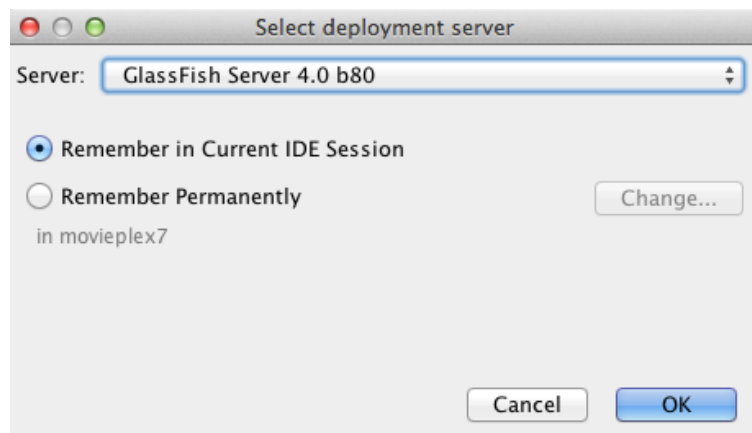 Select deployment server
Server: GlassFish Server 4.0 b80
Remember in Current IDE Session
Remember Permanently Change...
in movieplex7
Cancel OK